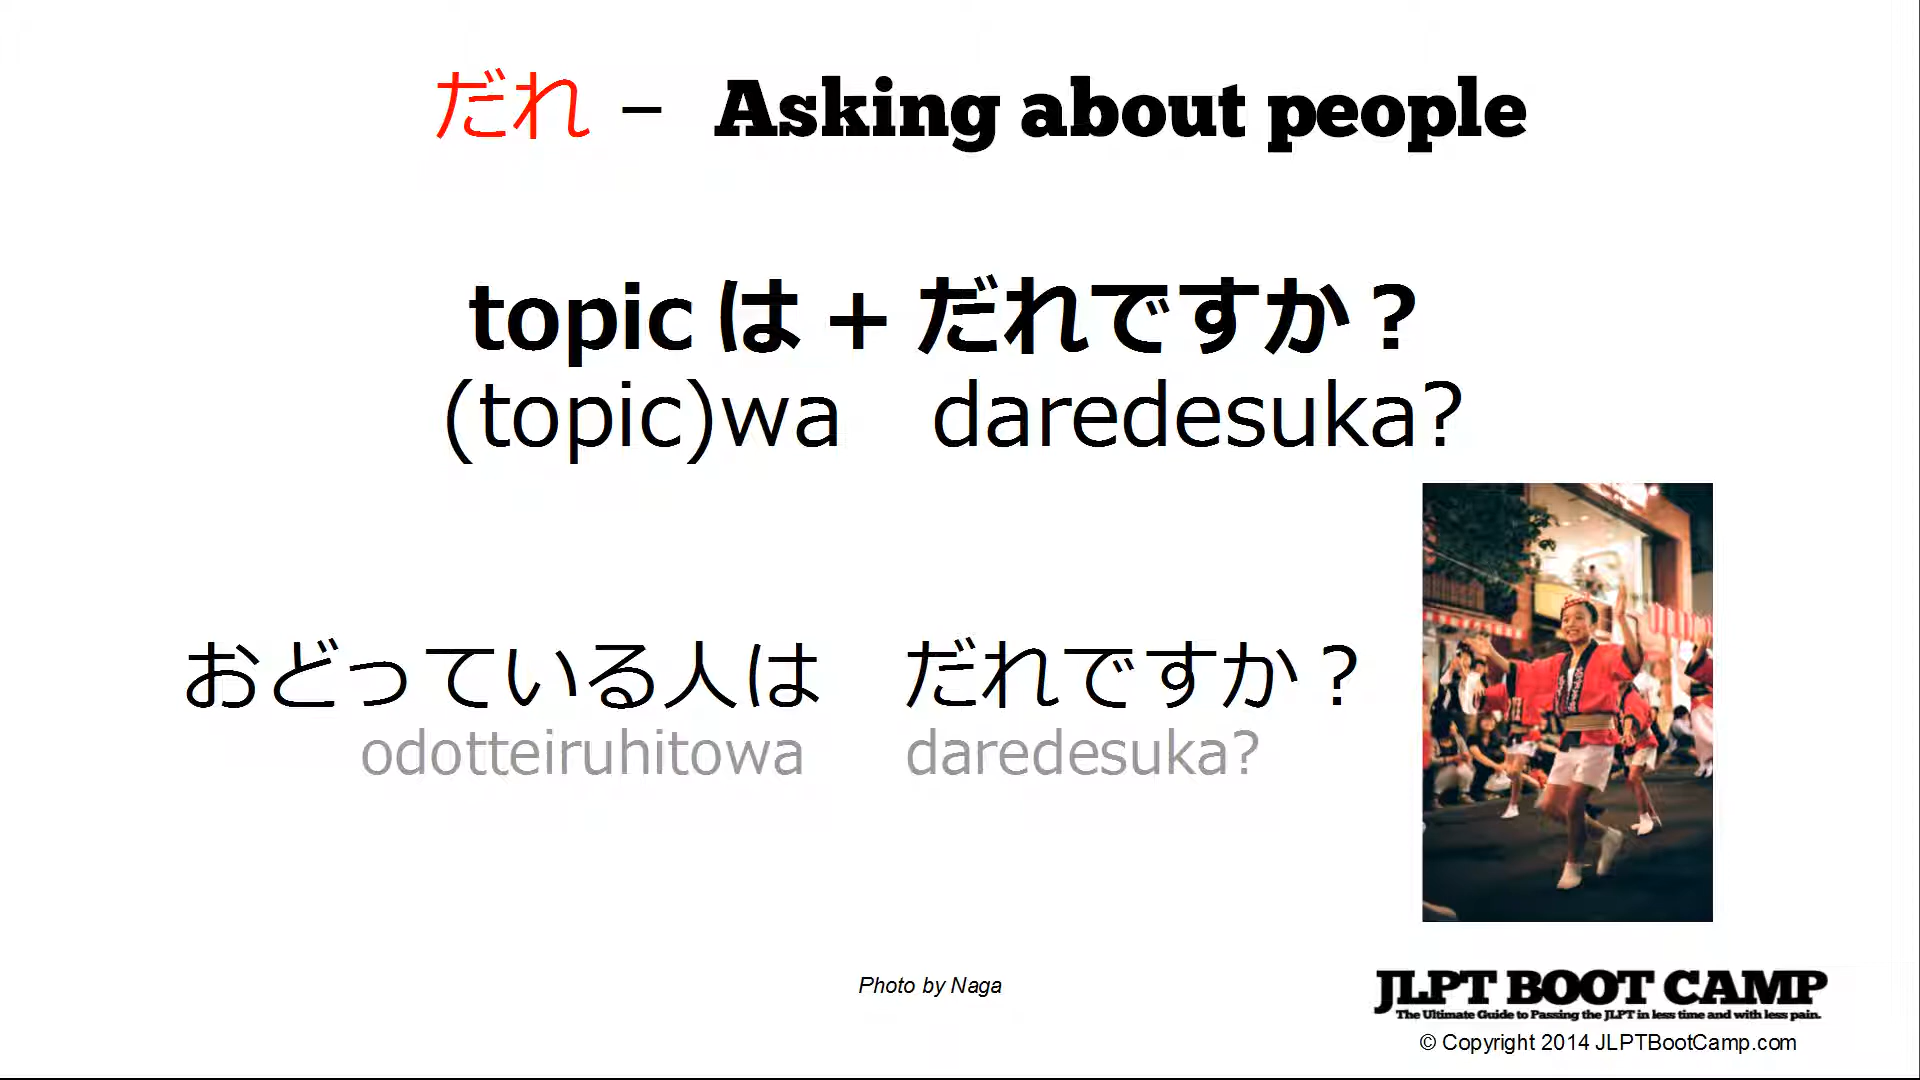 だれ – Asking about people
topic は + だれですか？
(topic)wa daredesuka?
おどっている人は だれですか？
odotteiruhitowa daredesuka?
Photo by Naga
JLPT BOOT CAMP
The Ultimate Guide to Passing the JLPT in less time and with less pain.
© Copyright 2014 JLPTBootCamp.com